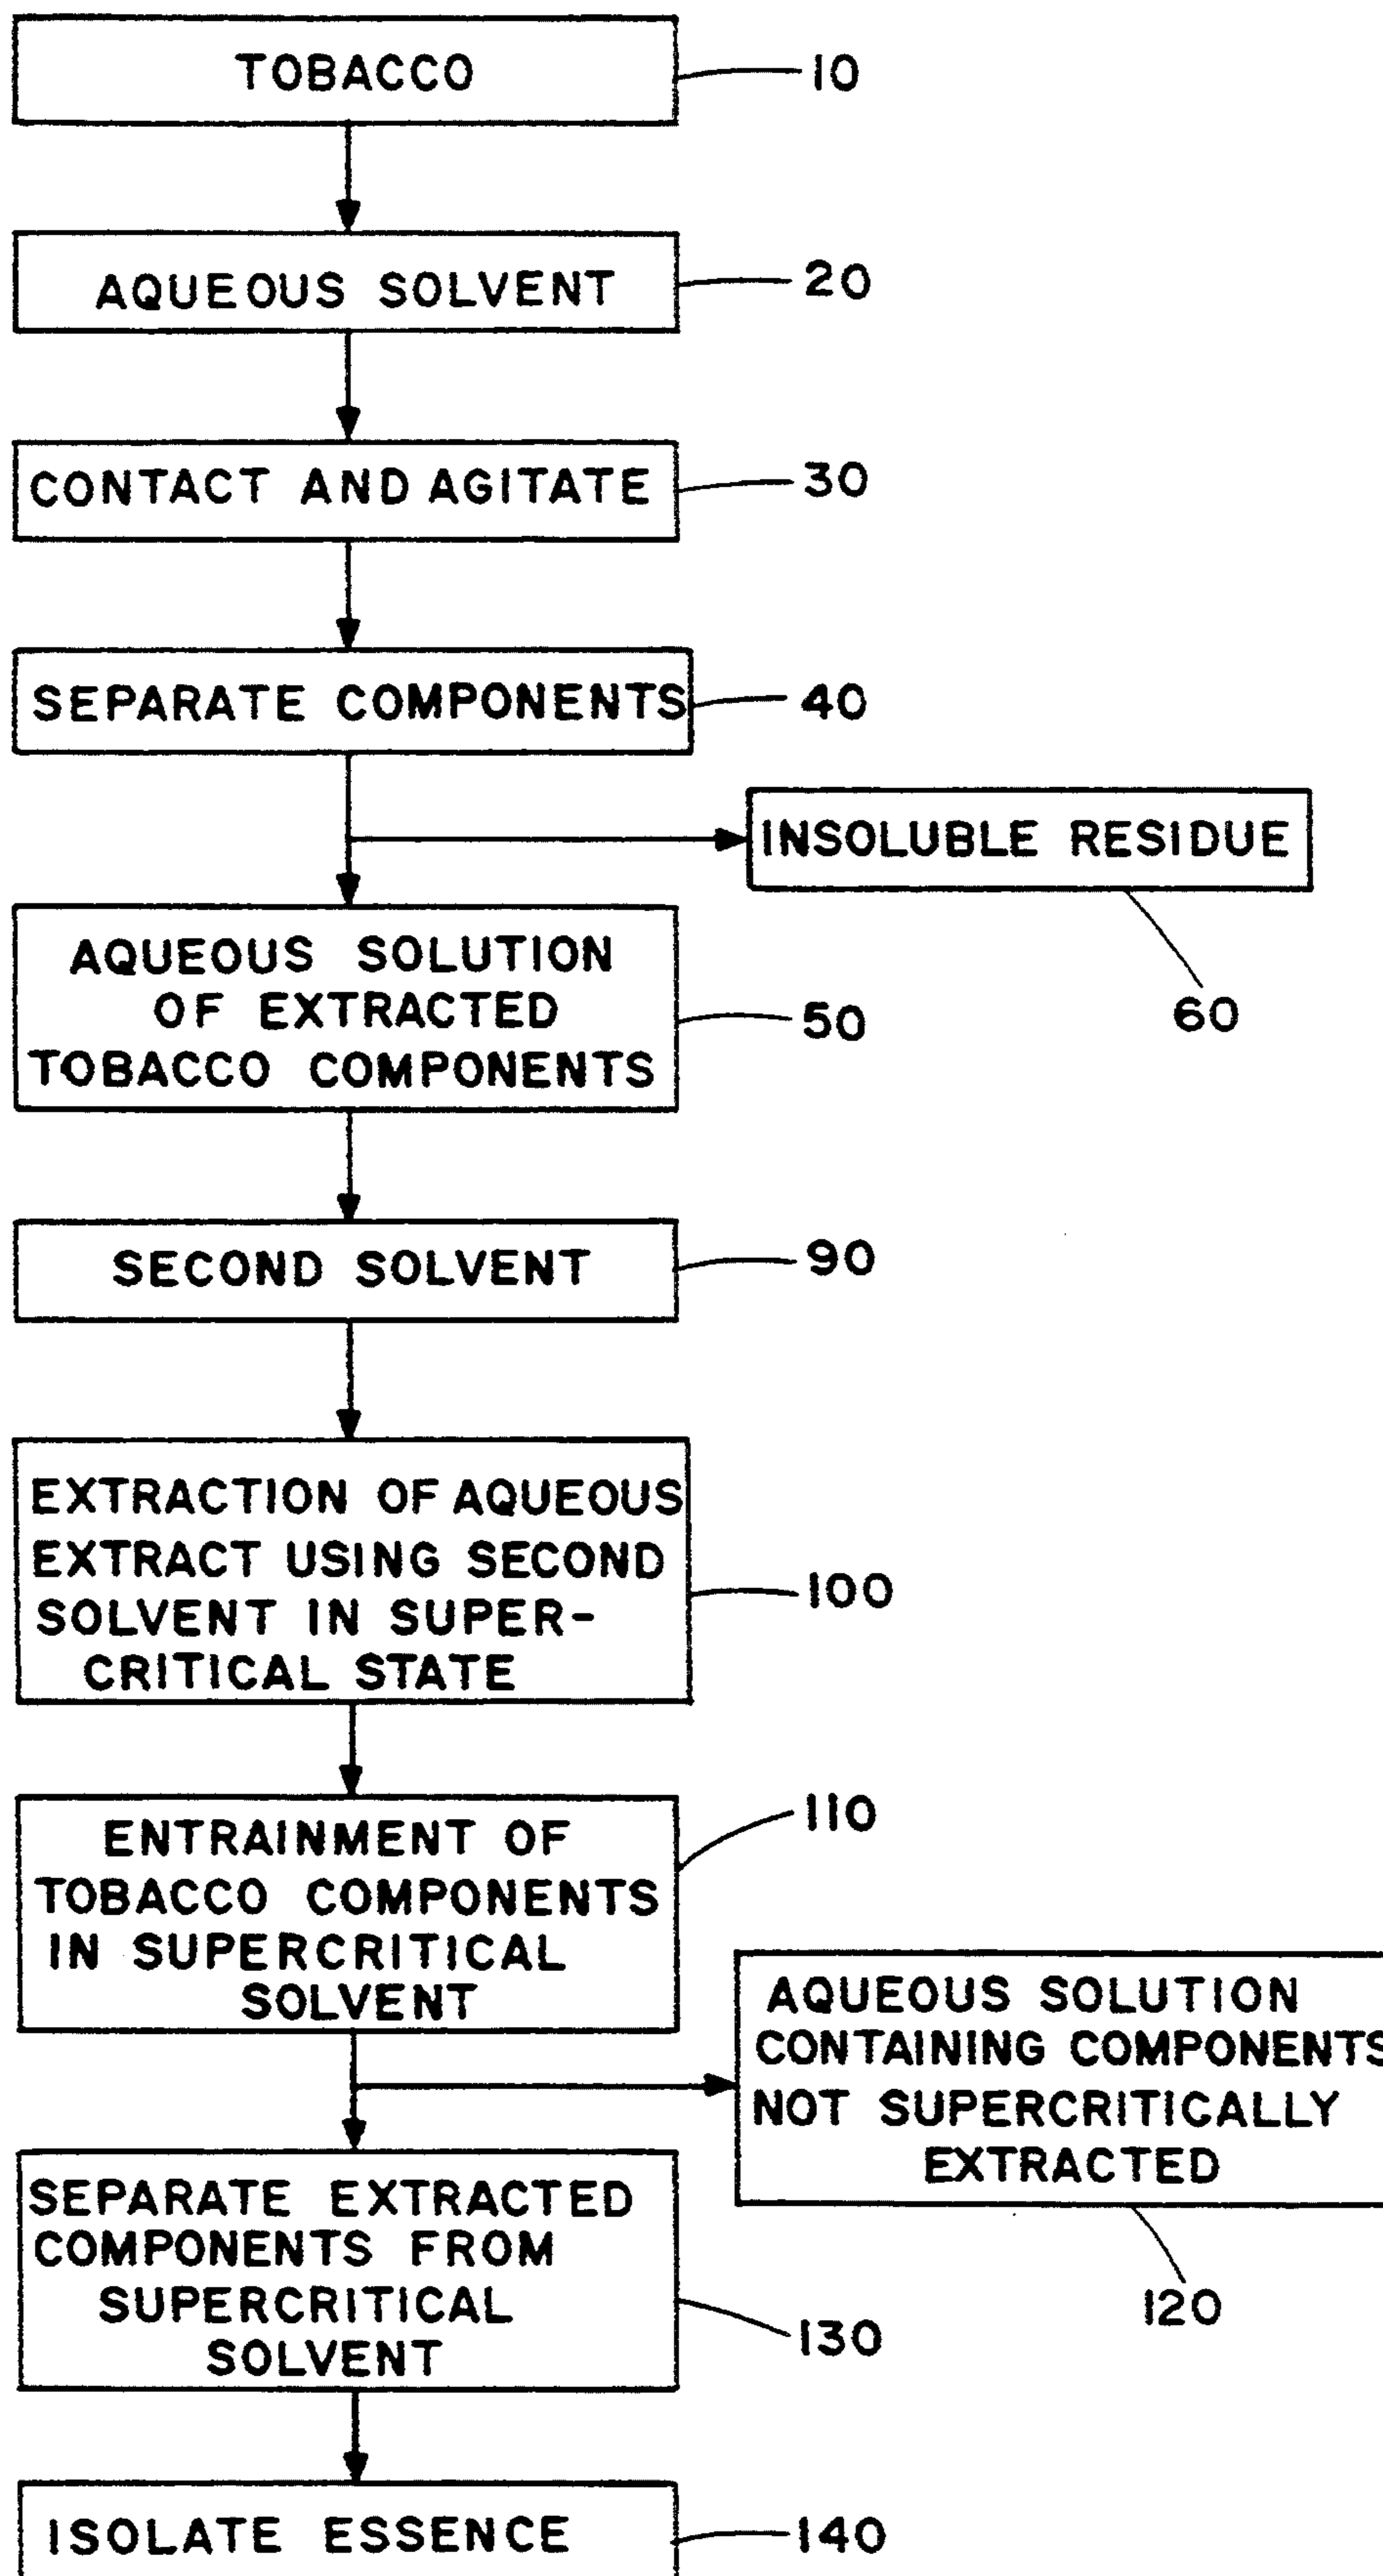 TOBACCO
10
AQUEOUS SOLVENT
20
CONTACT AND AGITATE
30
SEPARATE COMPONENTS
40
INSOLUBLE RESIDUE
60
AQUEOUS SOLUTION
OF EXTRACTED
TOBACCO COMPONENTS
50
SECOND SOLVENT
90
EXTRACTION OF AQUEOUS
EXTRACT USING SECOND
SOLVENT IN SUPER-
CRITICAL STATE
100
ENTRAINMENT OF
TOBACCO COMPONENTS
IN SUPERCRITICAL
SOLVENT
110
AQUEOUS SOLUTION
CONTAINING COMPONENTS
NOT SUPERCRITICALLY
EXTRACTED
120
SEPARATE EXTRACTED
COMPONENTS FROM
SUPERCRITICAL
SOLVENT
130
ISOLATE ESSENCE
140